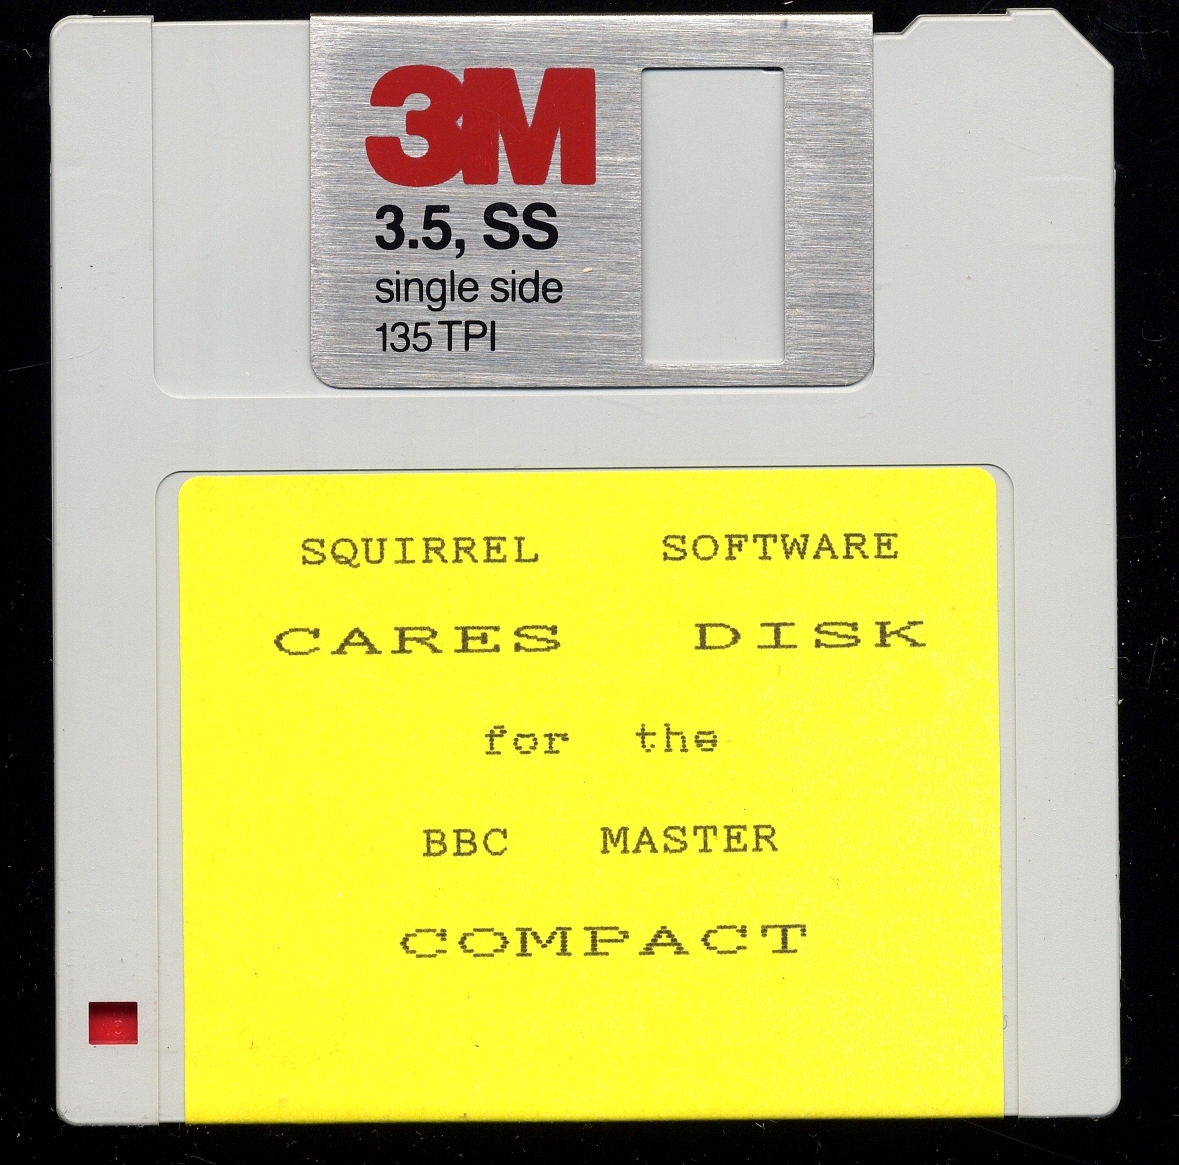 3M
3.5, SS
single side
135 TPI
SQUIRREL SOFTWARE
CARES DISK
for the
BBC MASTER
COMPACT